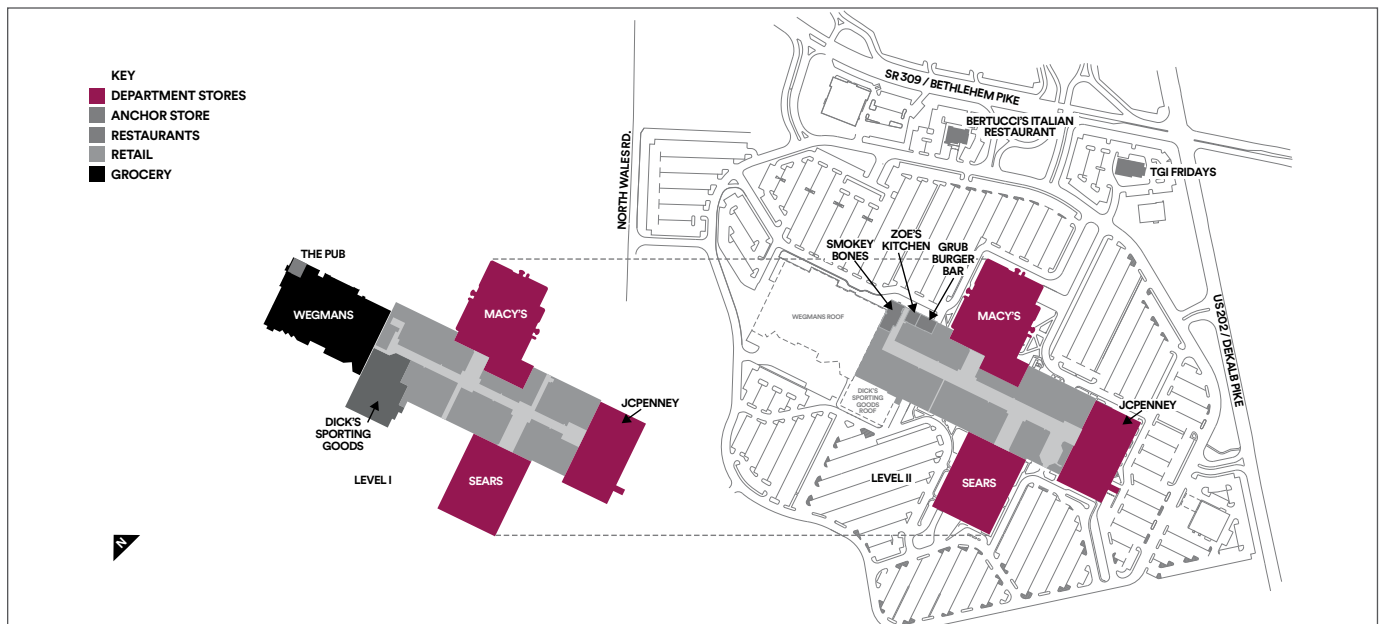 KEY
DEPARTMENT STORES
ANCHOR STORE
RESTAURANTS
RETAIL
GROCERY
SR 309 / BETHLEHEM PIKE
BERTUCCI'S ITALIAN
RESTAURANT
TGI FRIDAYS
NORTH WALES RD.
US 202 / DEKALB PIKE
THE PUB
WEGMANS
MACY'S
JCPENNEY
DICK'S
SPORTING
GOODS
SEARS
LEVEL I
SMOKEY
BONES
ZOE'S
KITCHEN
GRUB
BURGER
BAR
WEGMANS ROOF
MACY'S
DICK'S
SPORTING
GOODS
ROOF
JCPENNEY
LEVEL II
SEARS
N